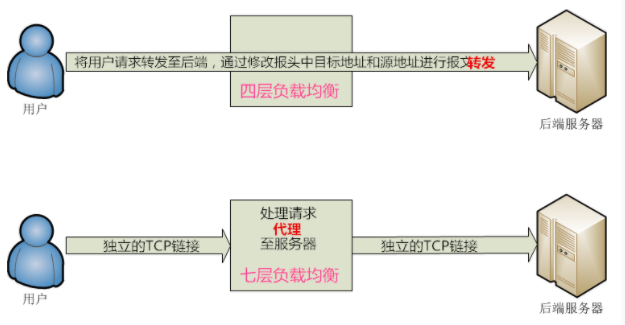 将用户请求转发至后端，通过修改报头中目标地址和源地址进行报文转发
四层负载均衡
用户
后端服务器
处理请求
代理
至服务器
独立的TCP链接
独立的TCP链接
七层负载均衡
用户
后端服务器